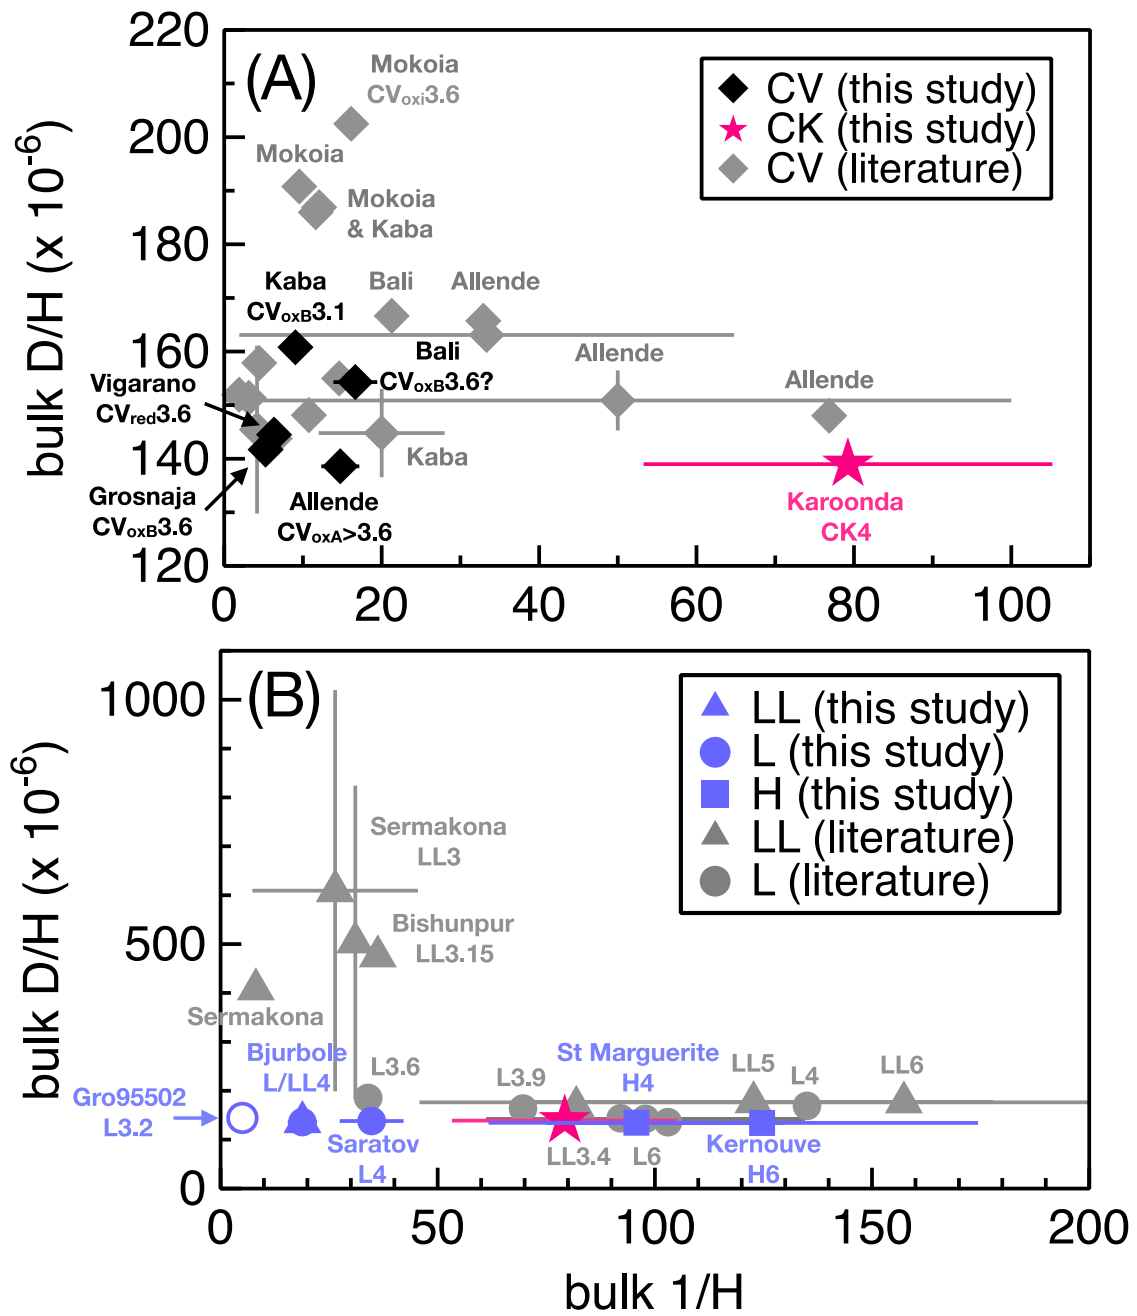 220
200
180
160
140
120
bulk D/H (x 10-6)
(A)
CV (this study)
CK (this study)
CV (literature)
Mokoia
CVoxi3.6
Mokoia
Mokoia
& Kaba
Kaba
CVoxB3.1
Bali
Allende
Bali
CVoxB3.6?
Allende
Allende
Vigarano
CVred3.6
Kaba
Grosnaja
CVoxB3.6
Allende
CVoxA>3.6
Karoonda
CK4
0 20 40 60 80 100
(B)
1000
500
0
bulk D/H (x 10-6)
LL (this study)
L (this study)
H (this study)
LL (literature)
L (literature)
Sermakona
LL3
Bishunpur
LL3.15
Sermakona
Bjurbole
L/LL4
L3.6
Gro95502
L3.2
Saratov
L4
L3.9
St Marguerite
H4
LL5
L4
LL6
LL3.4
L6
Kernouve
H6
0 50 100 150 200
bulk 1/H